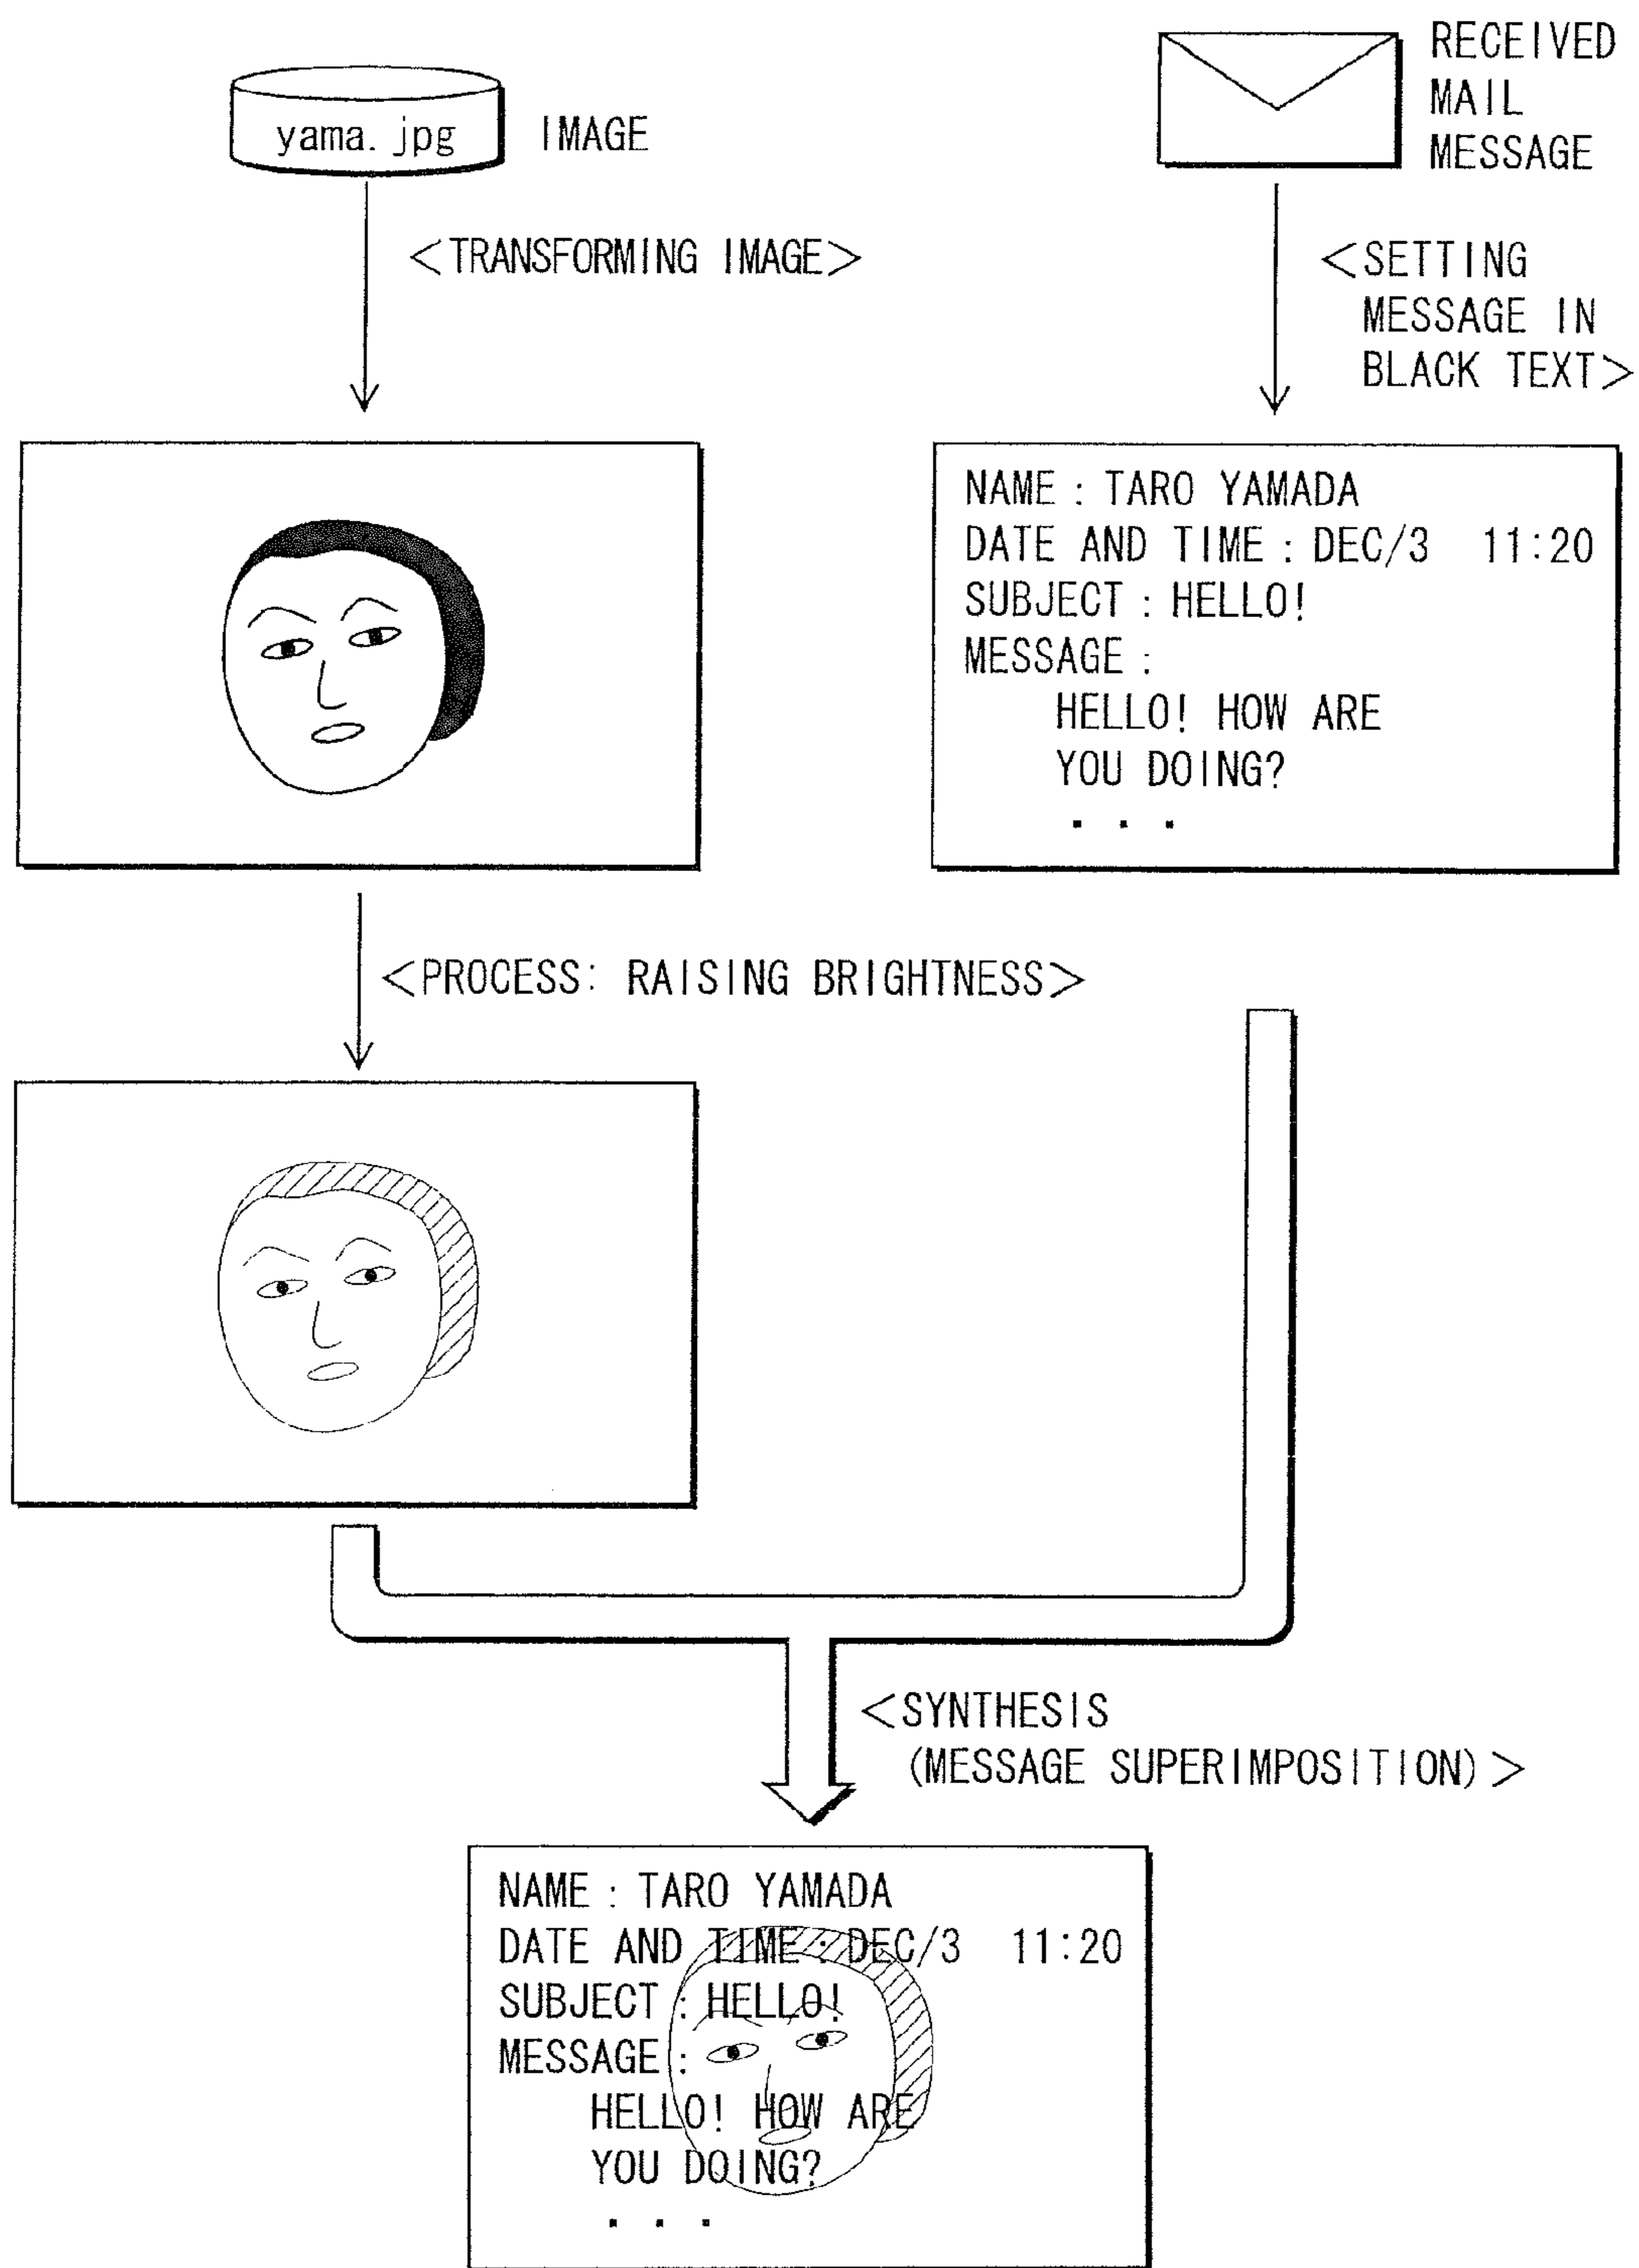 yama.jpg
IMAGE
RECEIVED
MAIL
MESSAGE
<TRANSFORMING IMAGE>
<SETTING
MESSAGE IN
BLACK TEXT>
NAME : TARO YAMADA
DATE AND TIME : DEC/3 11:20
SUBJECT : HELLO!
MESSAGE :
HELLO! HOW ARE
YOU DOING?
. . .
<PROCESS: RAISING BRIGHTNESS>
<SYNTHESIS
(MESSAGE SUPERIMPOSITION)>
NAME : TARO YAMADA
DATE AND TIME : DEC/3 11:20
SUBJECT : HELLO!
MESSAGE :
HELLO! HOW ARE
YOU DOING?
. . .